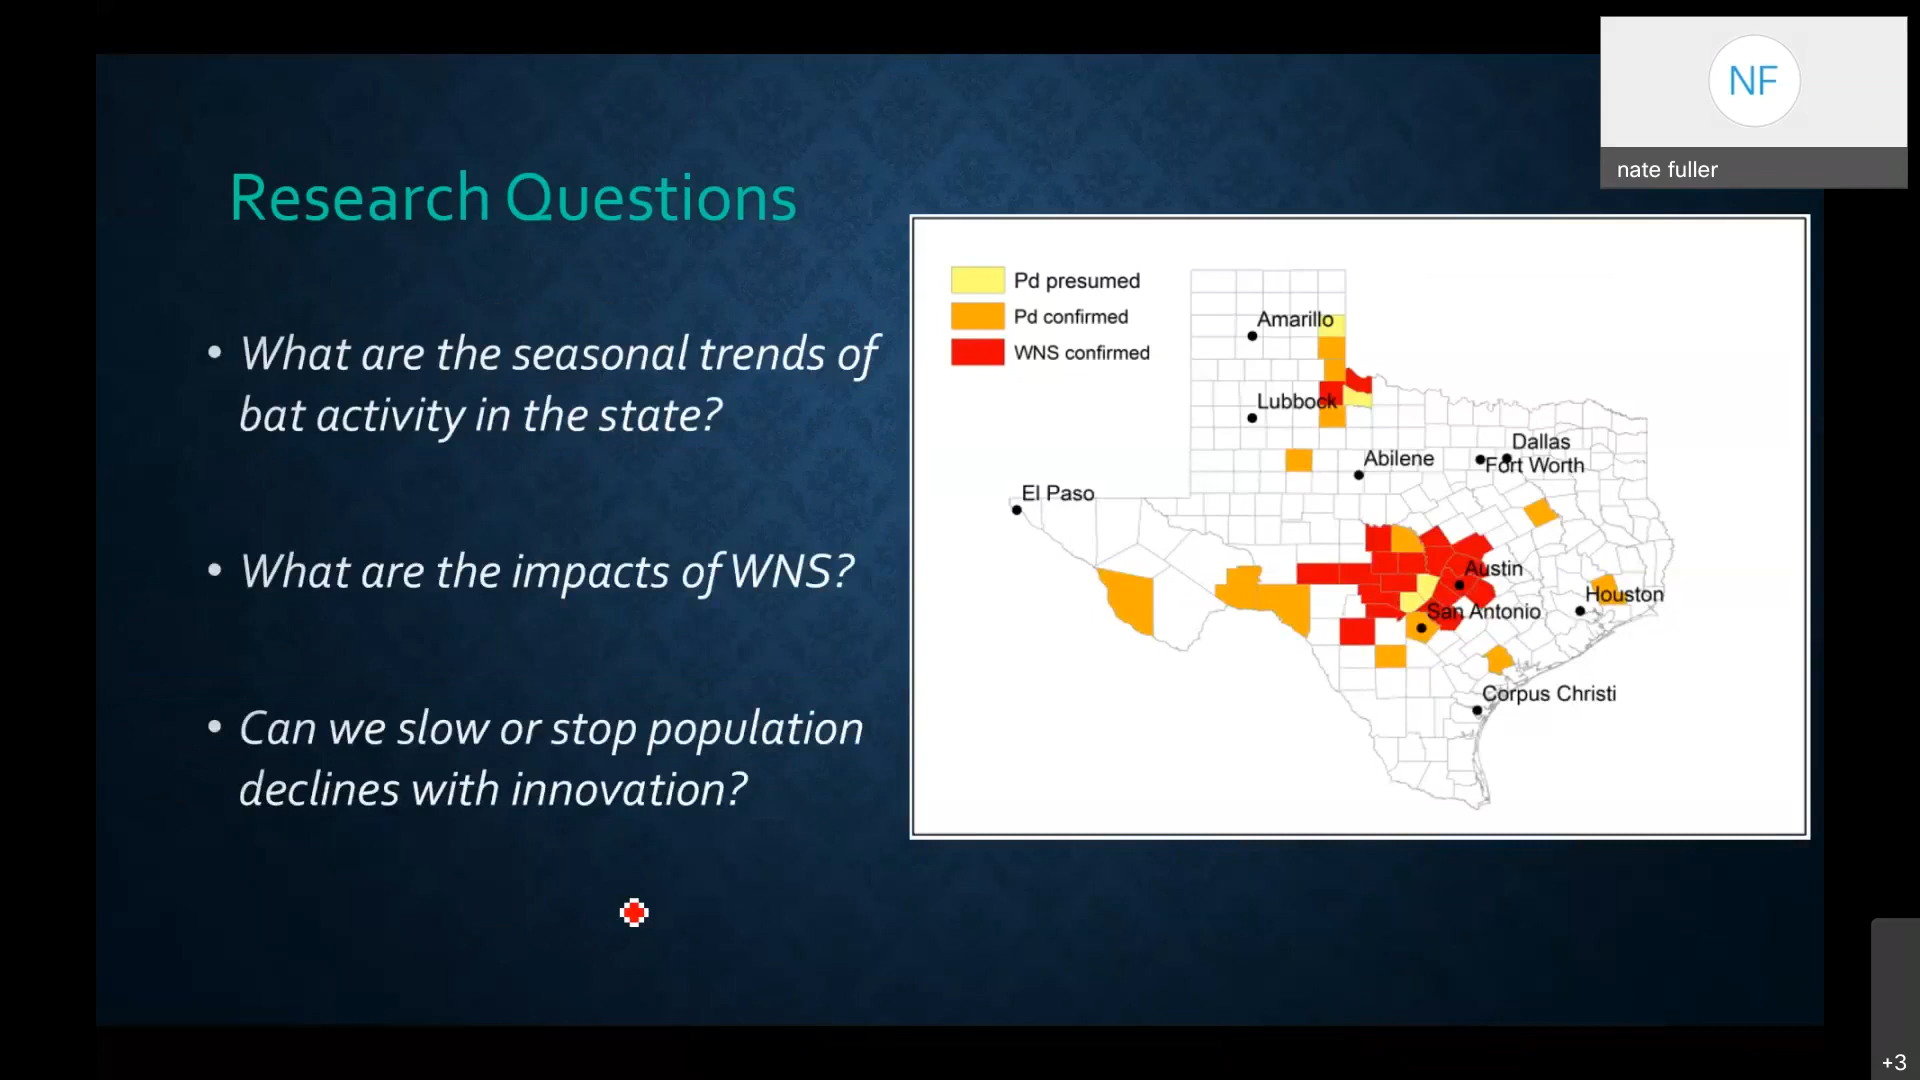 NF
nate fuller
Research Questions
• What are the seasonal trends of
bat activity in the state?
• What are the impacts of WNS?
• Can we slow or stop population
declines with innovation?
Pd presumed
Pd confirmed
WNS confirmed
Amarillo
Lubbock
Abilene
Dallas
Fort Worth
El Paso
Austin
San Antonio
Houston
Corpus Christi
+3